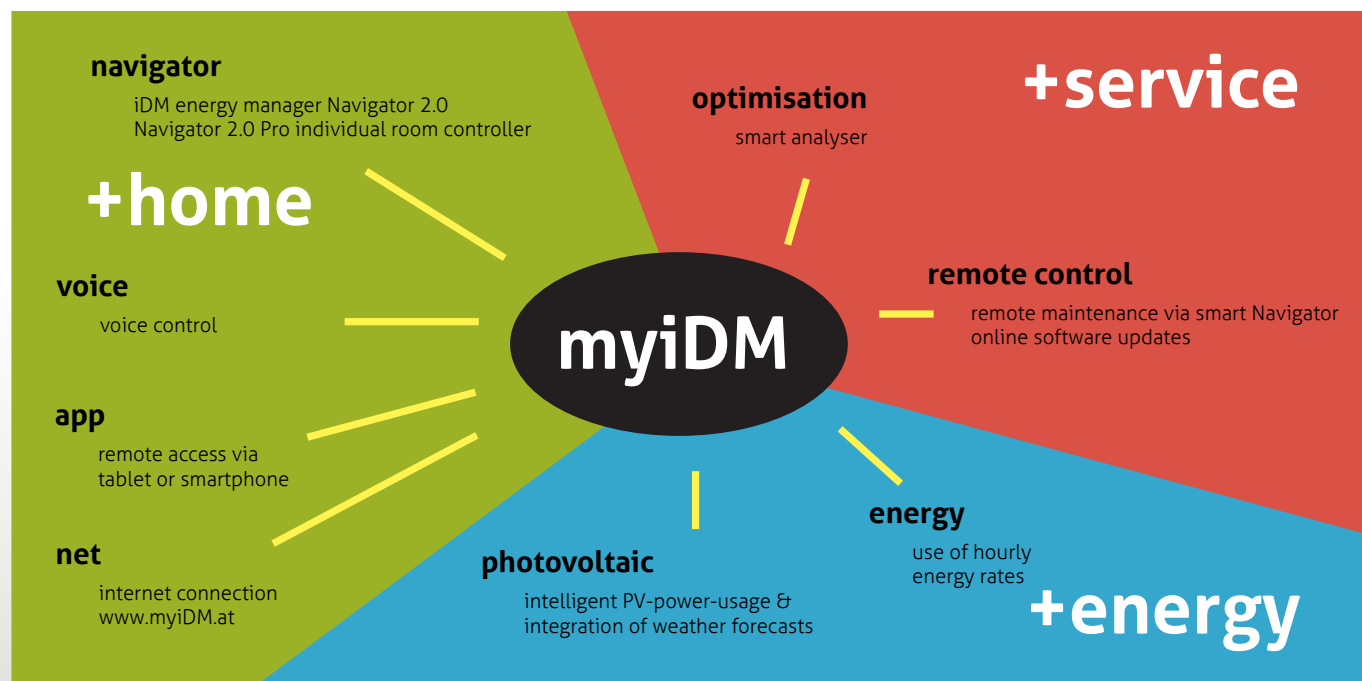 navigator
iDM energy manager Navigator 2.0
Navigator 2.0 Pro individual room controller
+home
voice
voice control
app
remote access via
tablet or smartphone
net
internet connection
www.myiDM.at
myiDM
+service
optimisation
smart analyser
remote control
remote maintenance via smart Navigator
online software updates
photovoltaic
intelligent PV-power-usage &
integration of weather forecasts
energy
use of hourly
energy rates
+energy